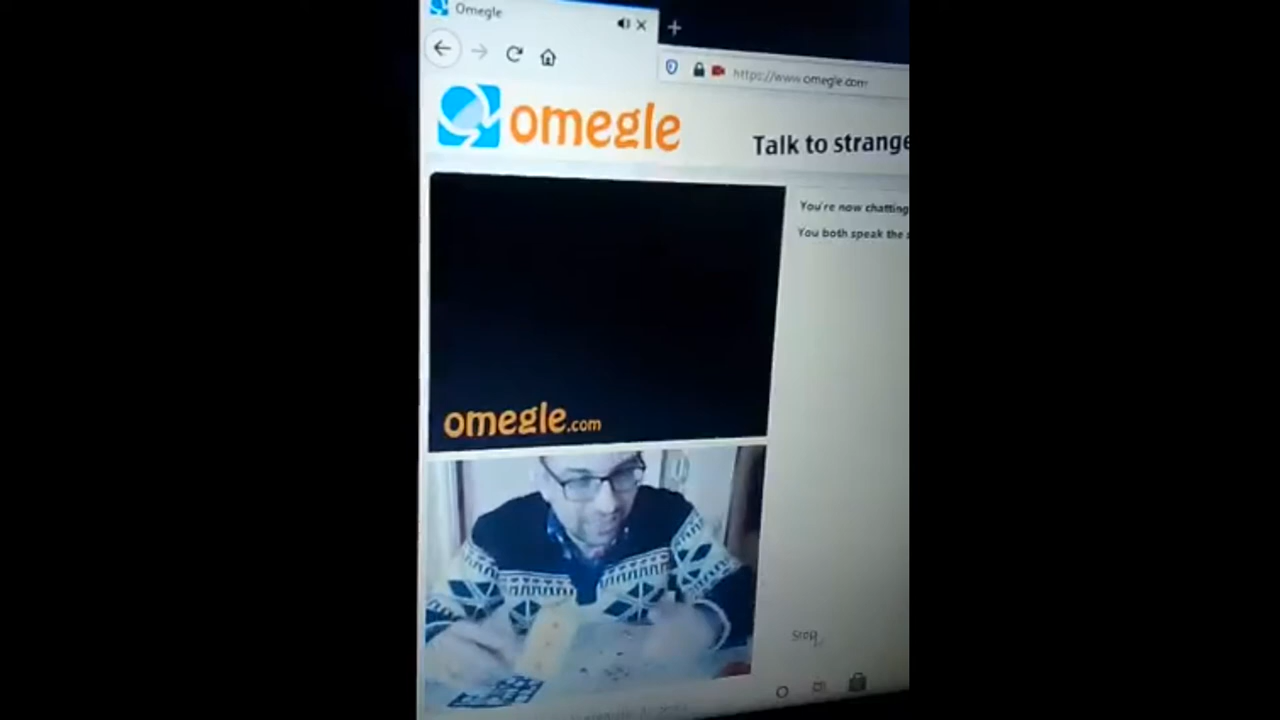 Omegle
https://www.omegle.com
omegle
Talk to strange
You're now chatting
You both speak the s
omegle.com
Stop